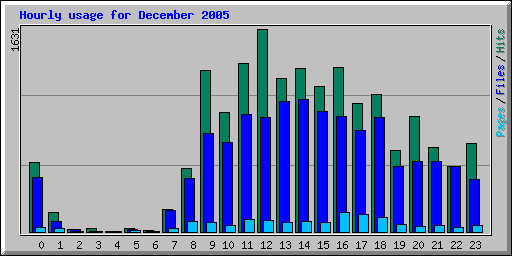 Hourly usage for December 2005
1631
Pages/Files/Hits
0 1 2 3 4 5 6 7 8 9 10 11 12 13 14 15 16 17 18 19 20 21 22 23